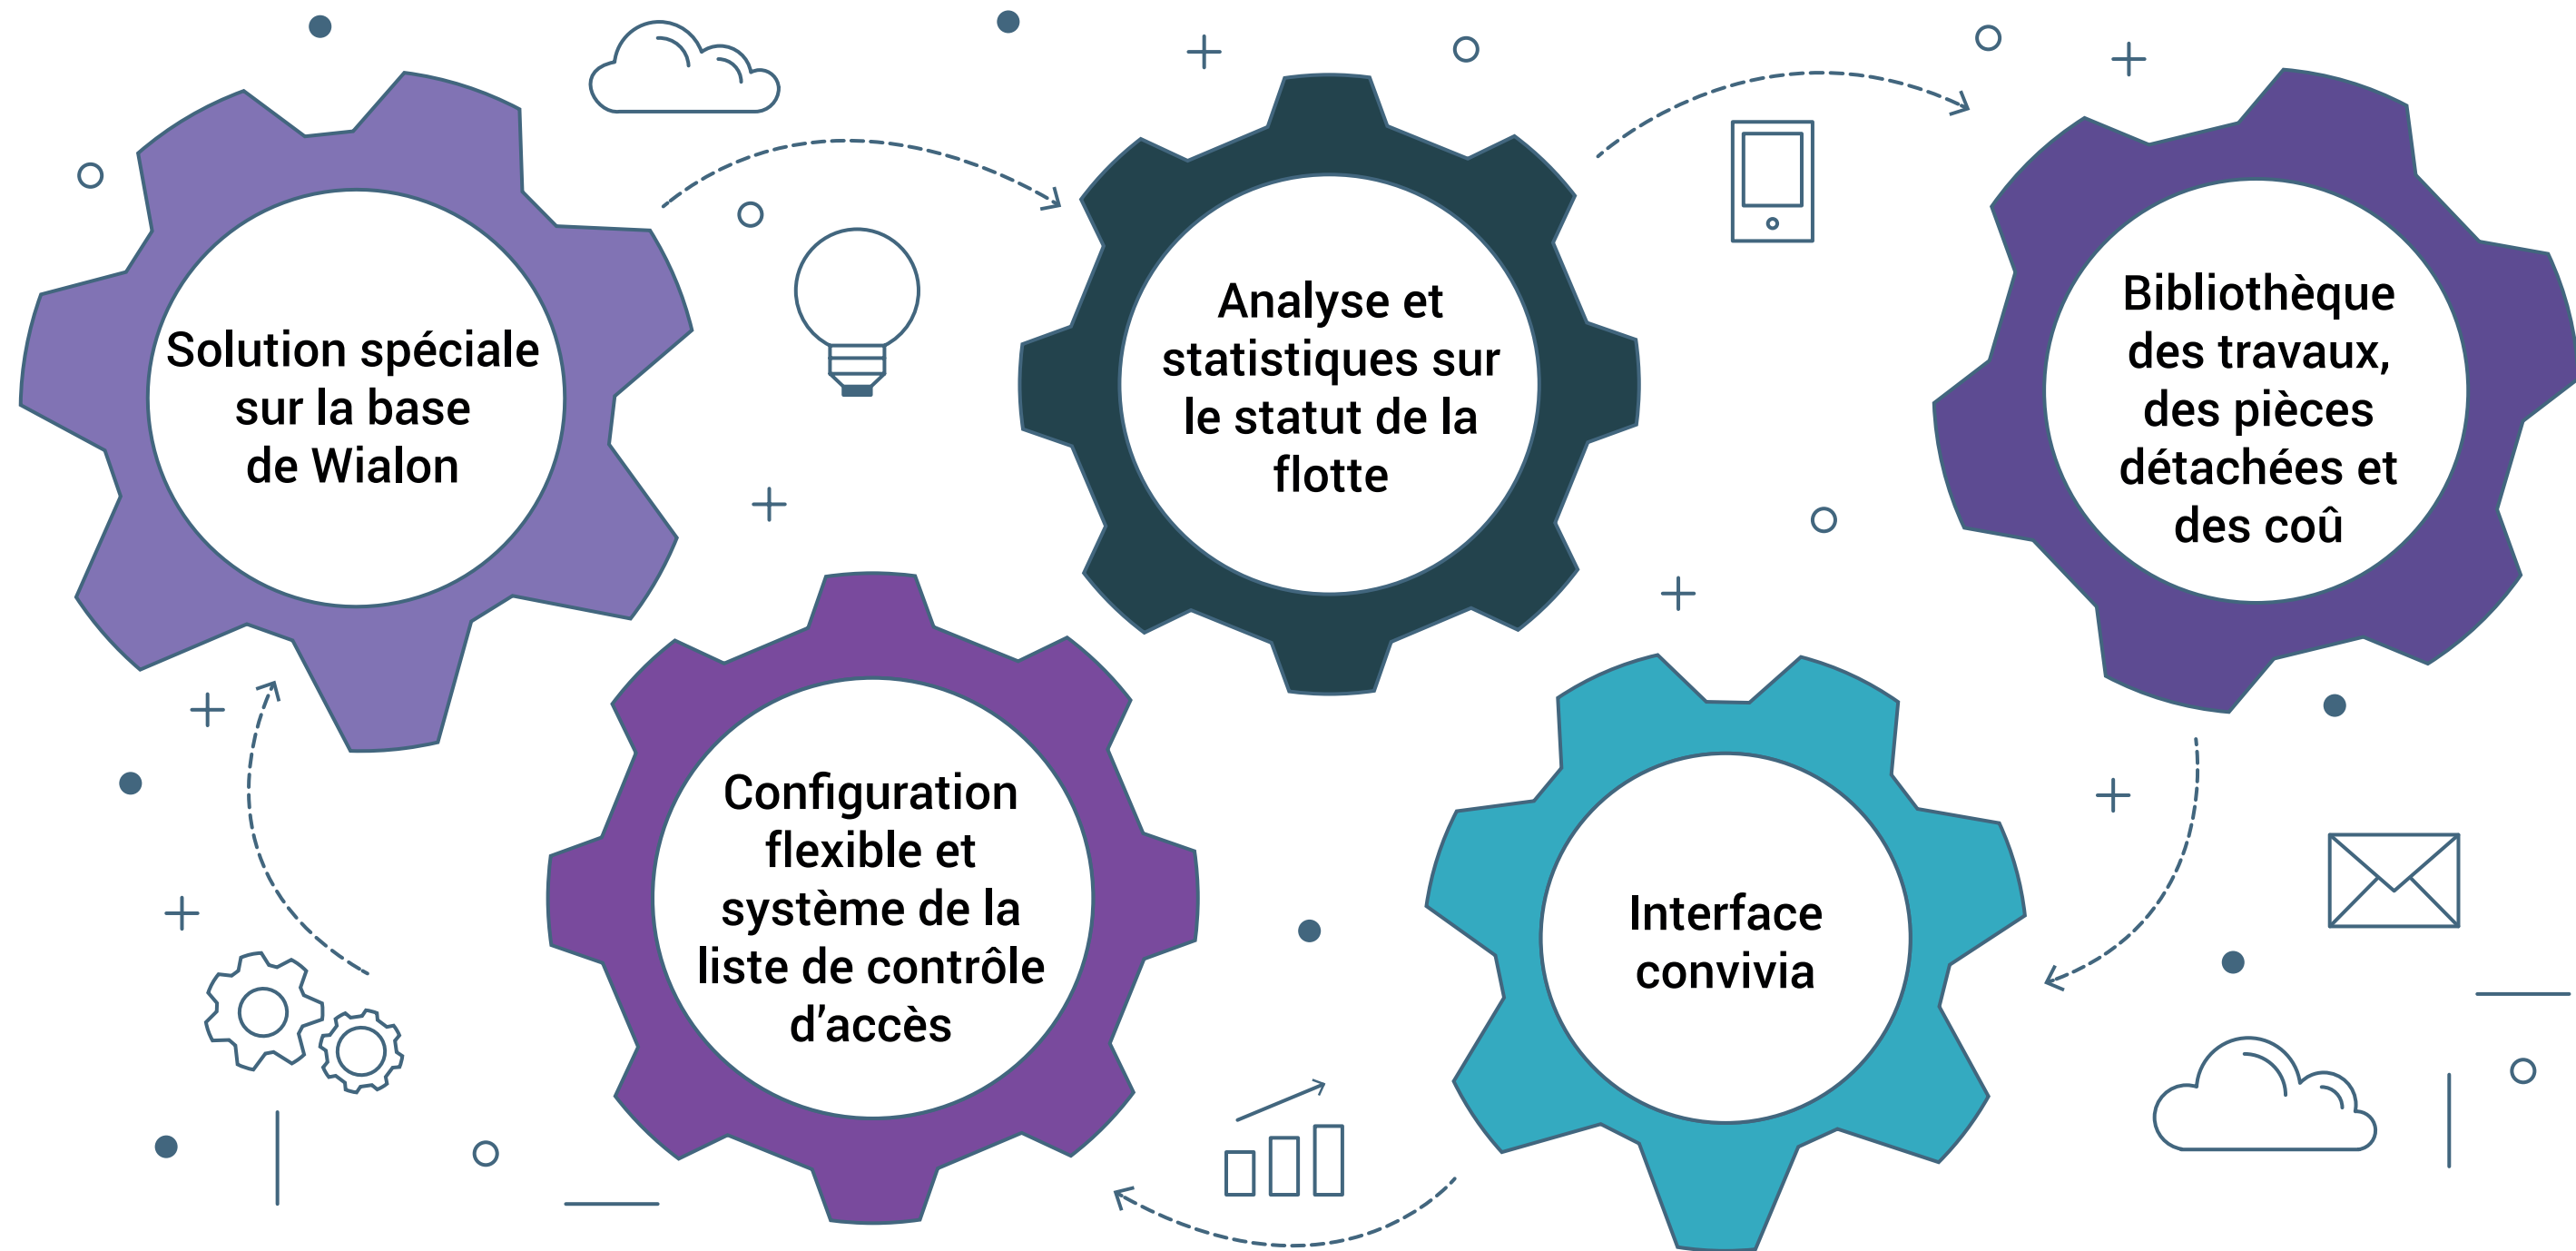 Solution spéciale
sur la base
de Wialon
Analyse et
statistiques sur
le statut de la
flotte
Bibliothèque
des travaux,
des pièces
détachées et
des coû
Configuration
flexible et
système de la
liste de contrôle
d’accès
Interface
convivia